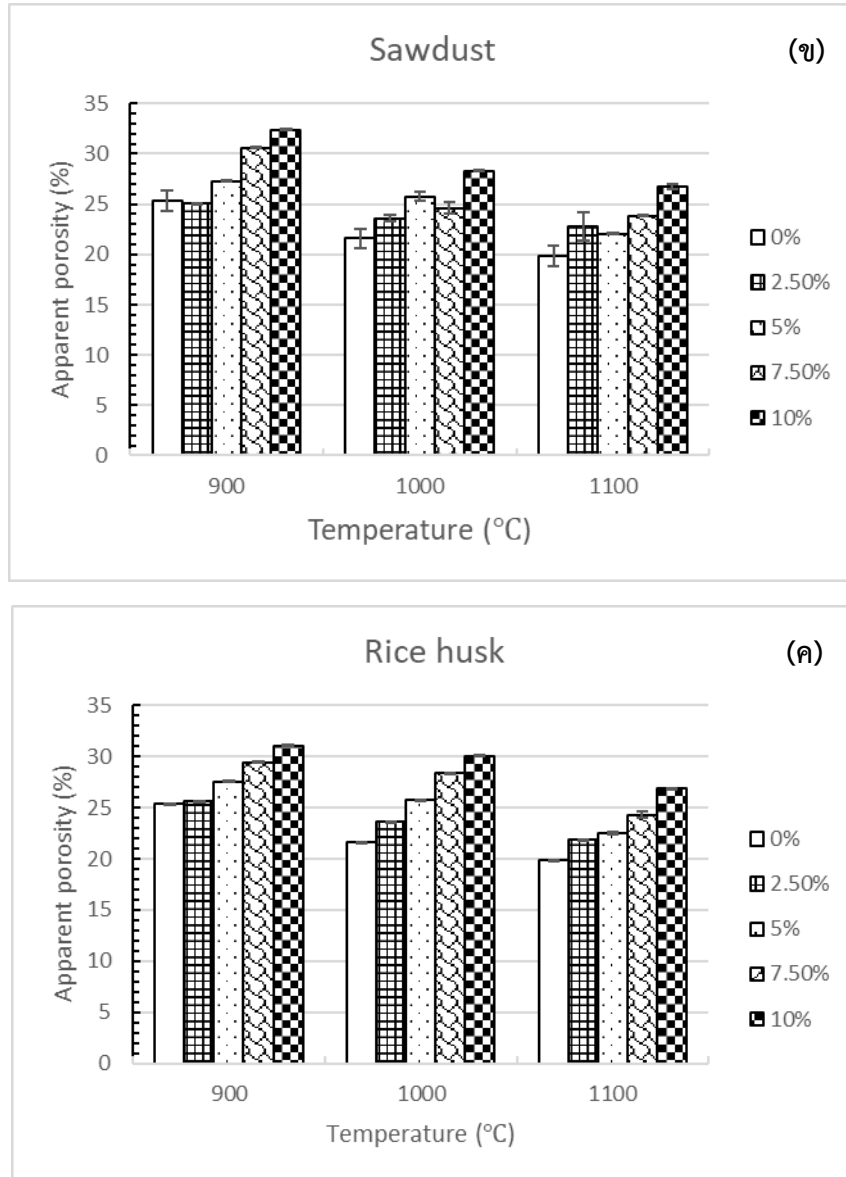 Sawdust
(ข)
Apparent porosity (%)
35
30
25
20
15
10
5
0
900 1000 1100
Temperature (°C)
0%
2.50%
5%
7.50%
10%
Rice husk
(ค)
Apparent porosity (%)
35
30
25
20
15
10
5
0
900 1000 1100
Temperature (°C)
0%
2.50%
5%
7.50%
10%